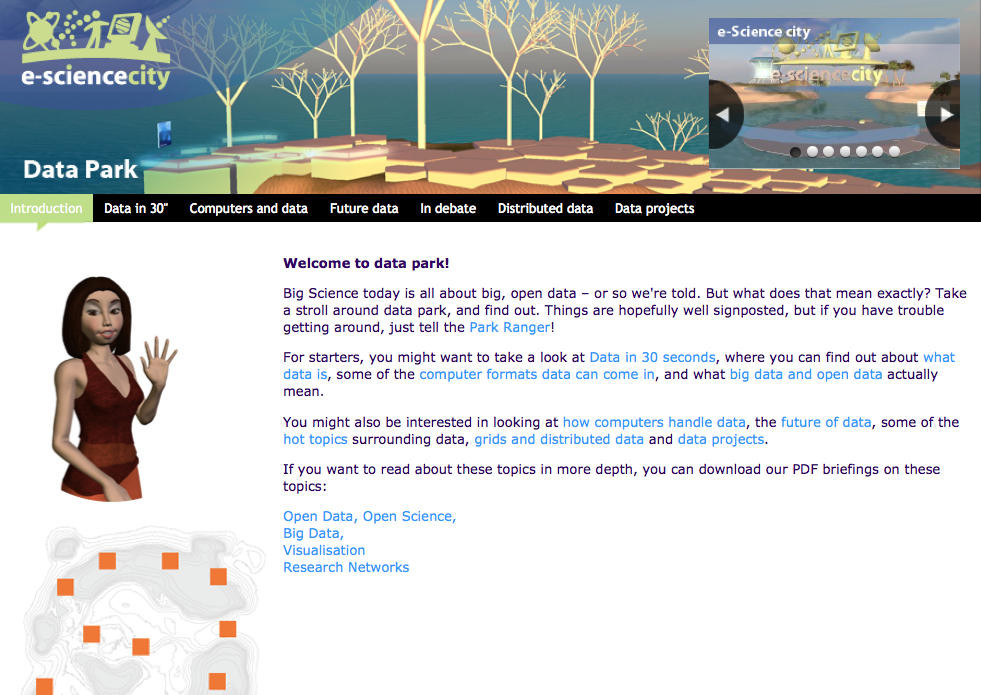 e-sciencecity
e-Science city
e-sciencecity
Data Park
Introduction
Data in 30"
Computers and data
Future data
In debate
Distributed data
Data projects
Welcome to data park!
Big Science today is all about big, open data – or so we're told. But what does that mean exactly? Take
a stroll around data park, and find out. Things are hopefully well signposted, but if you have trouble
getting around, just tell the Park Ranger!
For starters, you might want to take a look at Data in 30 seconds, where you can find out about what
data is, some of the computer formats data can come in, and what big data and open data actually
mean.
You might also be interested in looking at how computers handle data, the future of data, some of the
hot topics surrounding data, grids and distributed data and data projects.
If you want to read about these topics in more depth, you can download our PDF briefings on these
topics:
Open Data, Open Science,
Big Data,
Visualisation
Research Networks